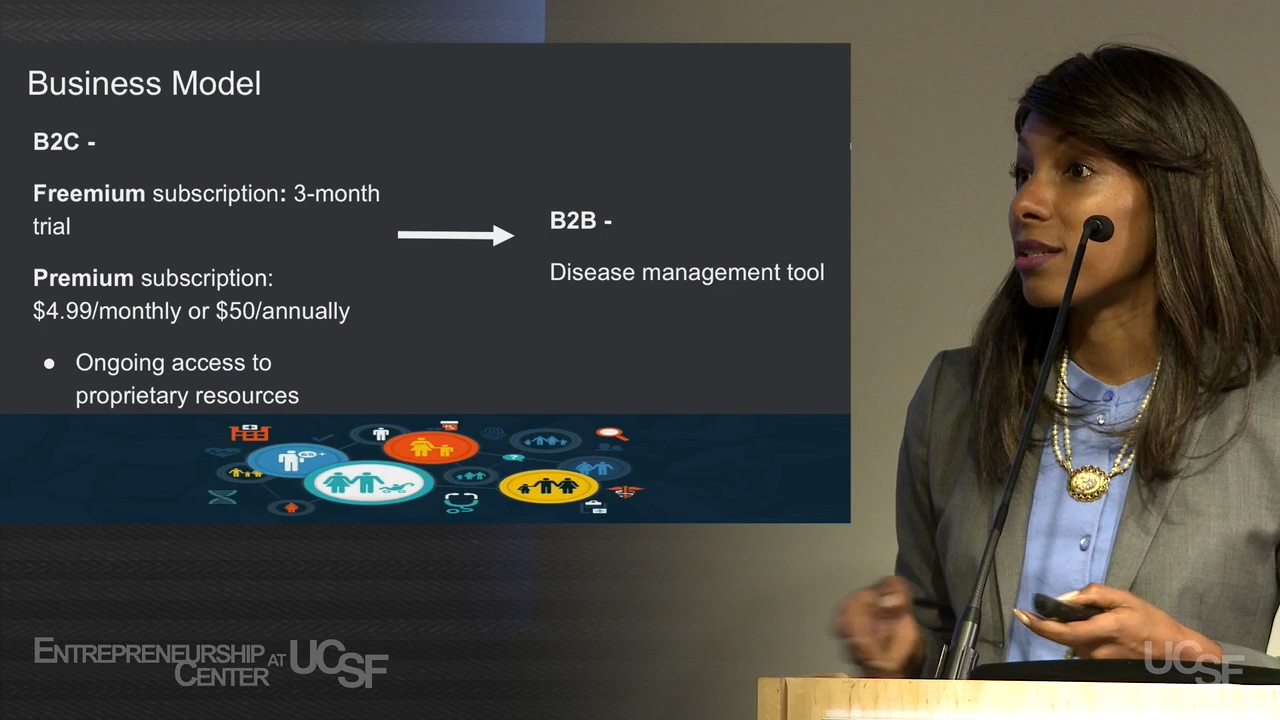 Business Model
B2C -
Freemium subscription: 3-month
trial
Premium subscription:
$4.99/monthly or $50/annually
● Ongoing access to
proprietary resources
B2B -
Disease management tool
ENTREPRENEURSHIP
CENTER AT UCSF
UCSF